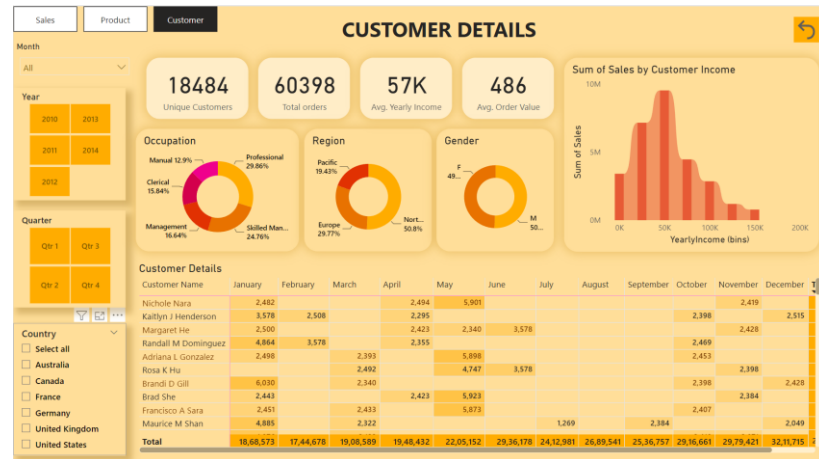 Sales Product Customer
CUSTOMER DETAILS
Month
All
Year
2010 2013
2011 2014
2012
Quarter
Qtr 1 Qtr 3
Qtr 2 Qtr 4
Country
Select all
Australia
Canada
France
Germany
United Kingdom
United States
18484
Unique Customers
60398
Total orders
57K
Avg. Yearly Income
486
Avg. Order Value
Occupation
Manual 12.9%
Professional
29.86%
Clerical
15.84%
Management
16.64%
Skilled Man...
24.76%
Region
Pacific
19.43%
Europe
29.77%
Nort...
50.8%
Gender
F
49...
M
50...
Sum of Sales by Customer Income
Sum of Sales
10M
5M
0M
0K 50K 100K 150K 200K
YearlyIncome (bins)
Customer Details
Customer Name January February March April May June July August September October November December
Nichole Nara 2,482 2,494 5,901 2,419
Kaitlyn J Henderson 3,578 2,508 2,295 2,398 2,515
Margaret He 2,500 2,423 2,340 3,578 2,428
Randall M Dominguez 4,864 3,578 2,355 2,469
Adriana L Gonzalez 2,498 2,393 5,898 2,453
Rosa K Hu 2,492 4,747 3,578 2,398
Brandi D Gill 6,030 2,340 2,398 2,428
Brad She 2,443 2,423 5,923 2,384
Francisco A Sara 2,451 2,433 5,873 2,407
Maurice M Shan 4,885 2,322 1,269 2,384 2,049
Total 18,68,573 17,44,678 19,08,589 19,48,432 22,05,152 29,36,178 24,12,981 26,89,541 25,36,757 29,16,661 29,79,421 32,11,715